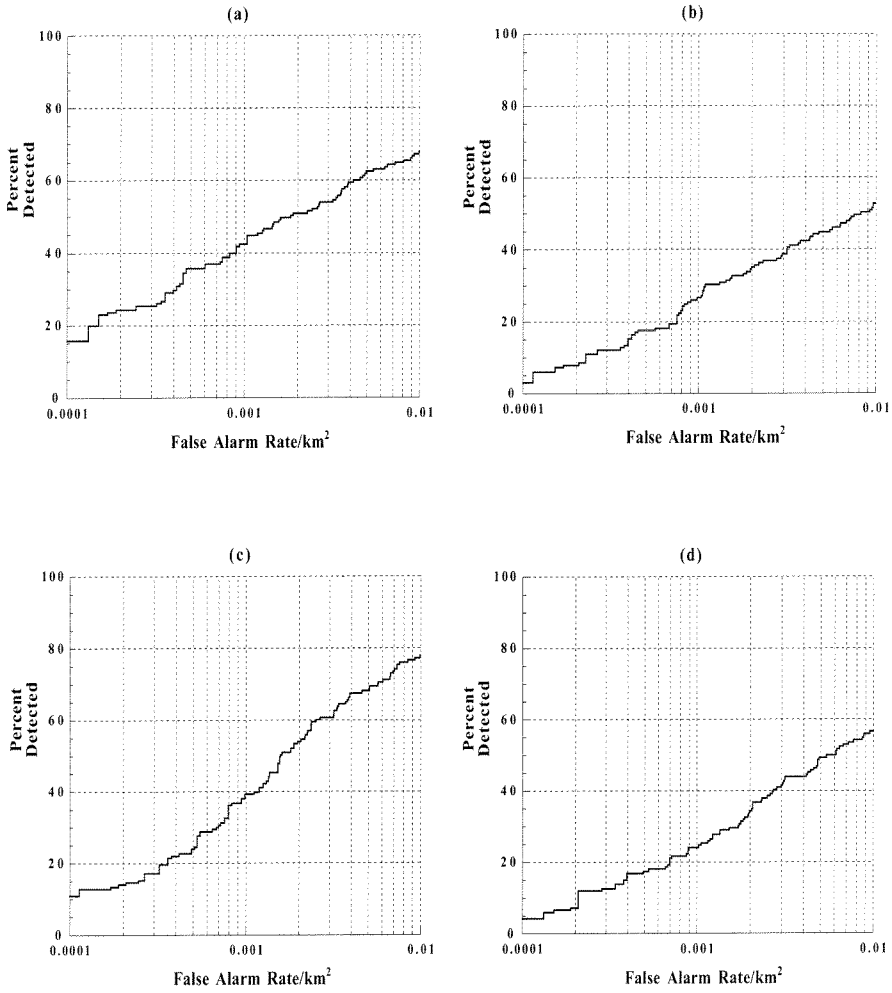 (a)
100
80
60
40
20
0
Percent
Detected
0.0001
0.001
0.01
False Alarm Rate/km²
(b)
100
80
60
40
20
0
Percent
Detected
0.0001
0.001
0.01
False Alarm Rate/km²
(c)
100
80
60
40
20
0
Percent
Detected
0.0001
0.001
0.01
False Alarm Rate/km²
(d)
100
80
60
40
20
0
Percent
Detected
0.0001
0.001
0.01
False Alarm Rate/km²